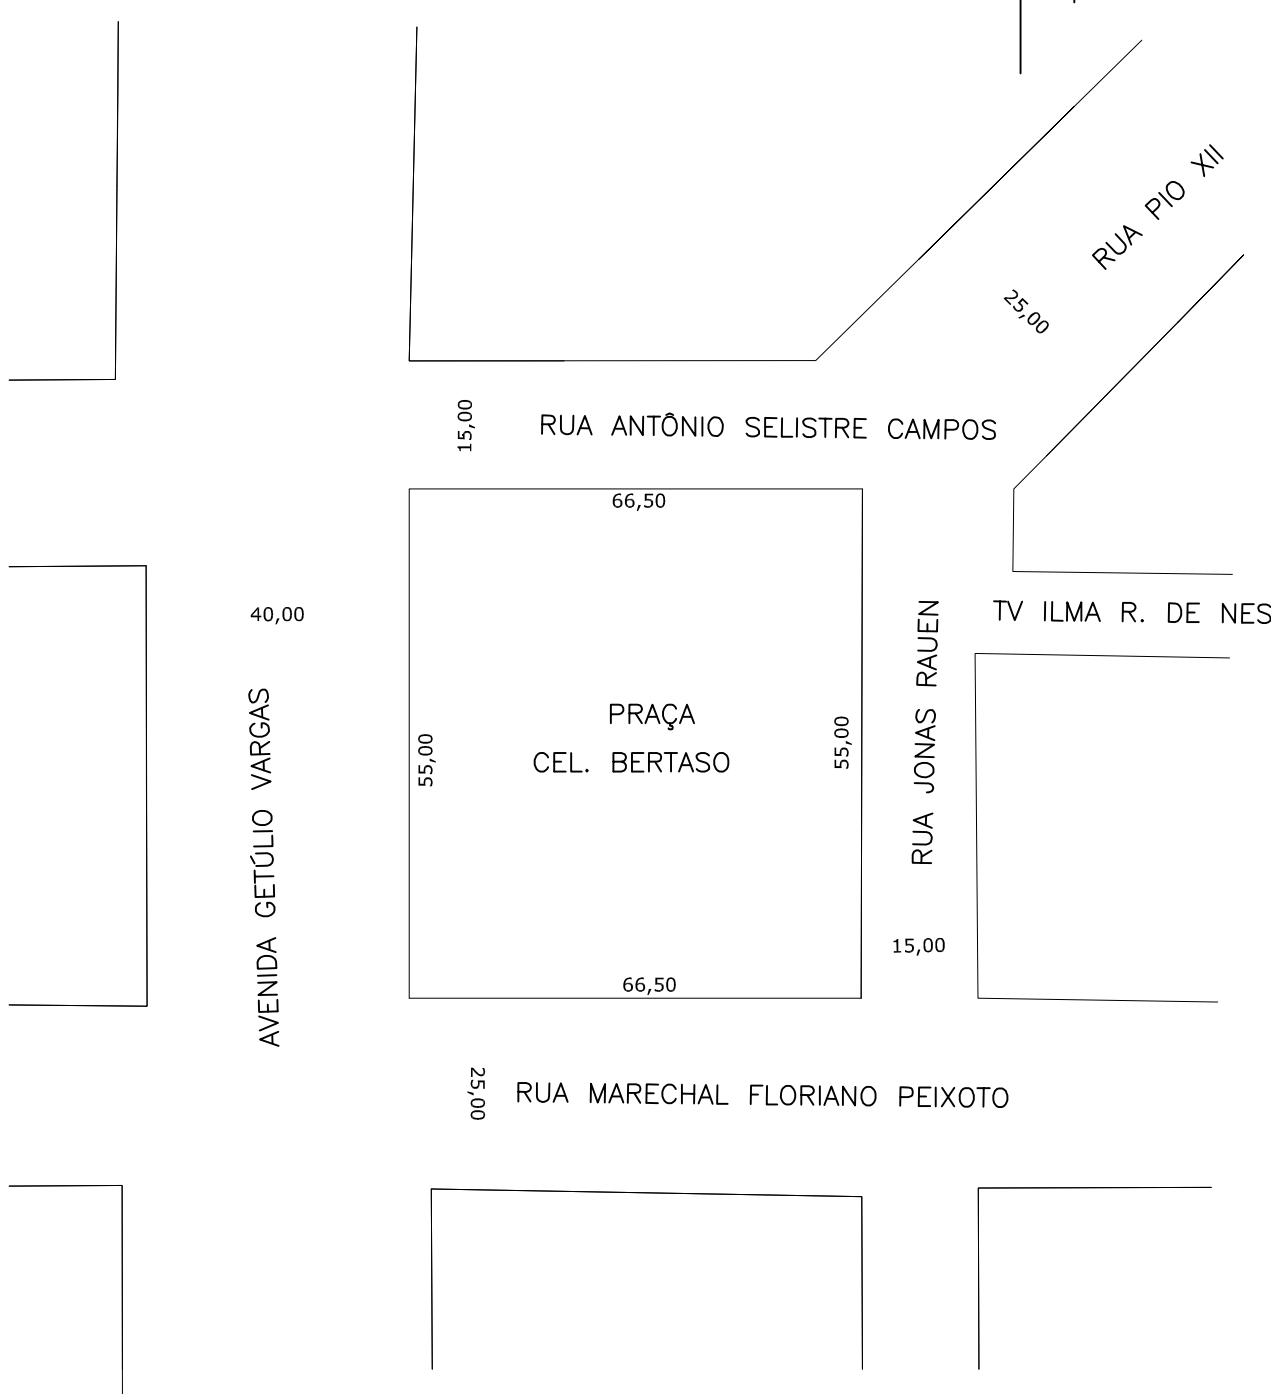 RUA PIO XII
25,00
15,00
RUA ANTÔNIO SELISTRE CAMPOS
66,50
40,00
TV ILMA R. DE NES
RUA JONAS RAUEN
AVENIDA GETÚLIO VARGAS
PRAÇA
CEL. BERTASO
55,00
55,00
15,00
66,50
25,00
RUA MARECHAL FLORIANO PEIXOTO